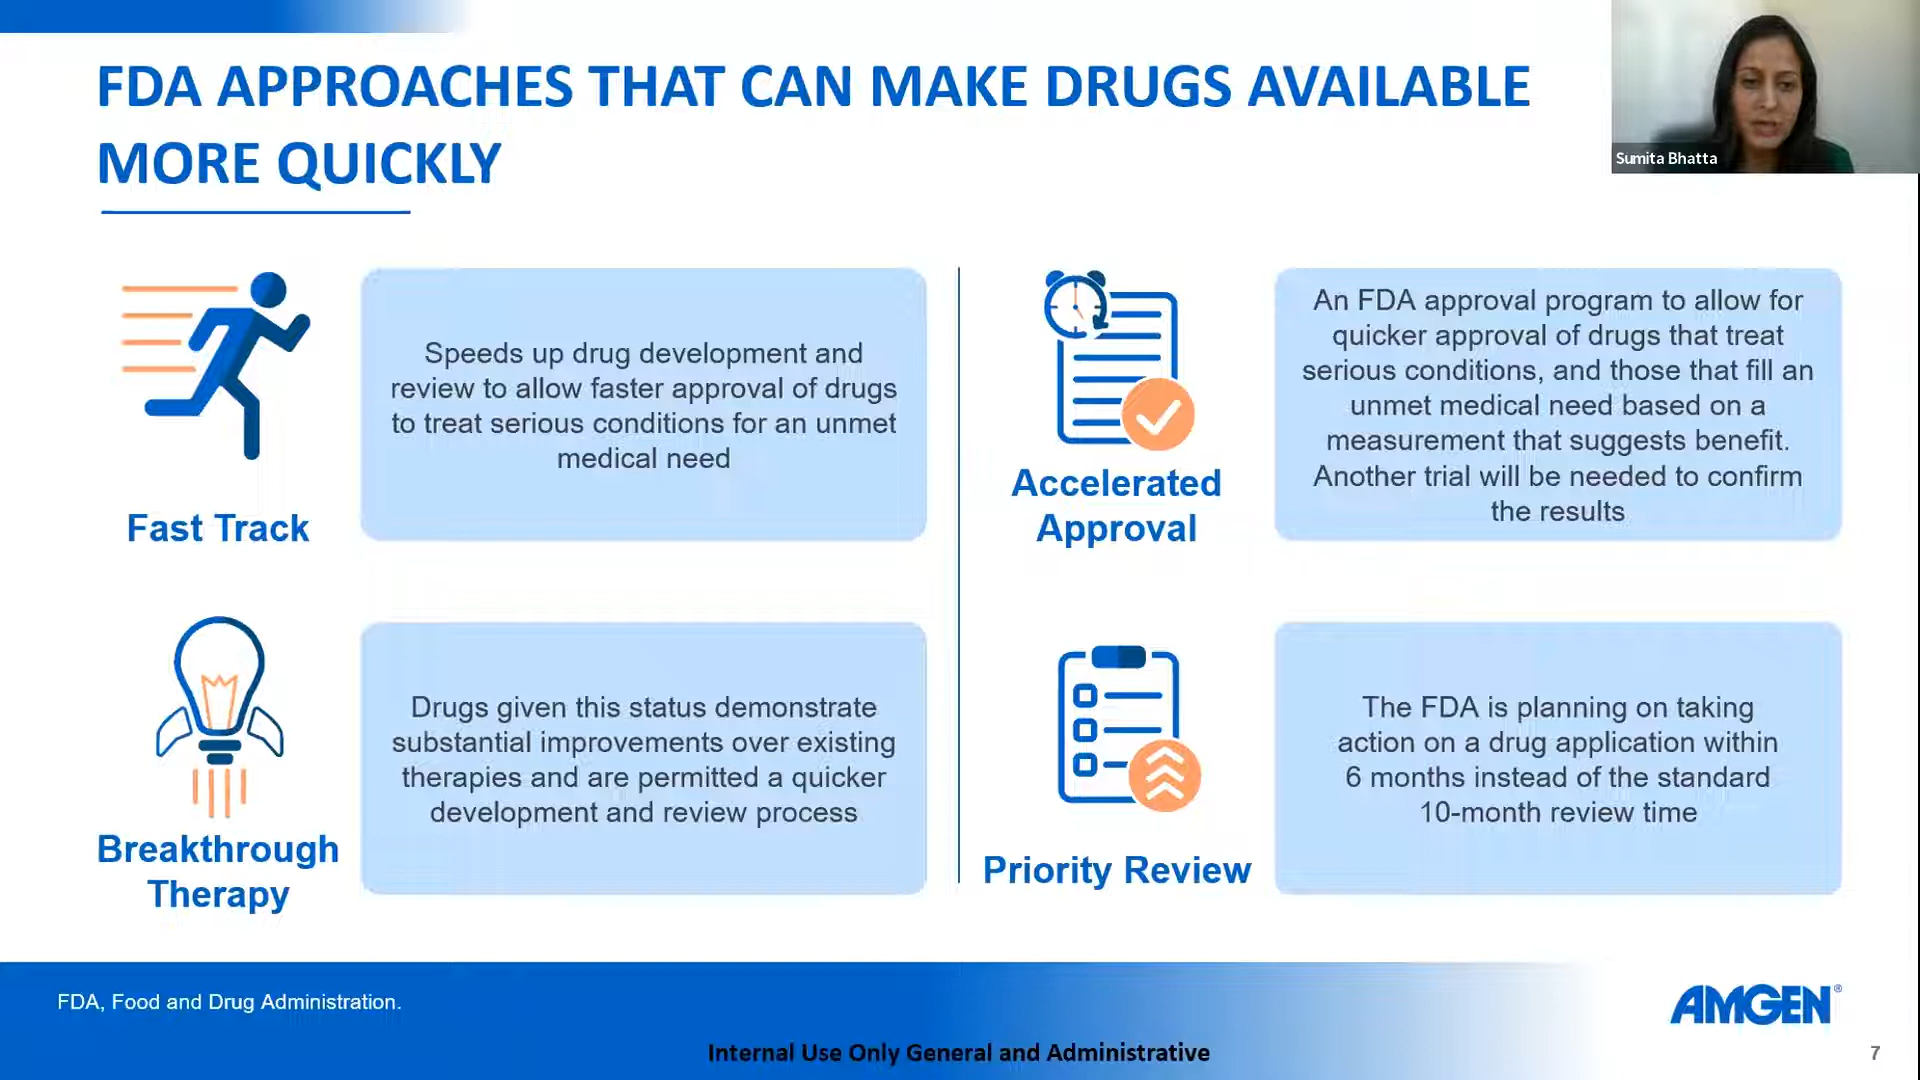 FDA APPROACHES THAT CAN MAKE DRUGS AVAILABLE
MORE QUICKLY
Sumita Bhatta
Speeds up drug development and
review to allow faster approval of drugs
to treat serious conditions for an unmet
medical need
Fast Track
An FDA approval program to allow for
quicker approval of drugs that treat
serious conditions, and those that fill an
unmet medical need based on a
measurement that suggests benefit.
Another trial will be needed to confirm
the results
Accelerated
Approval
Drugs given this status demonstrate
substantial improvements over existing
therapies and are permitted a quicker
development and review process
Breakthrough
Therapy
The FDA is planning on taking
action on a drug application within
6 months instead of the standard
10-month review time
Priority Review
FDA, Food and Drug Administration.
AMGEN®
Internal Use Only General and Administrative
7